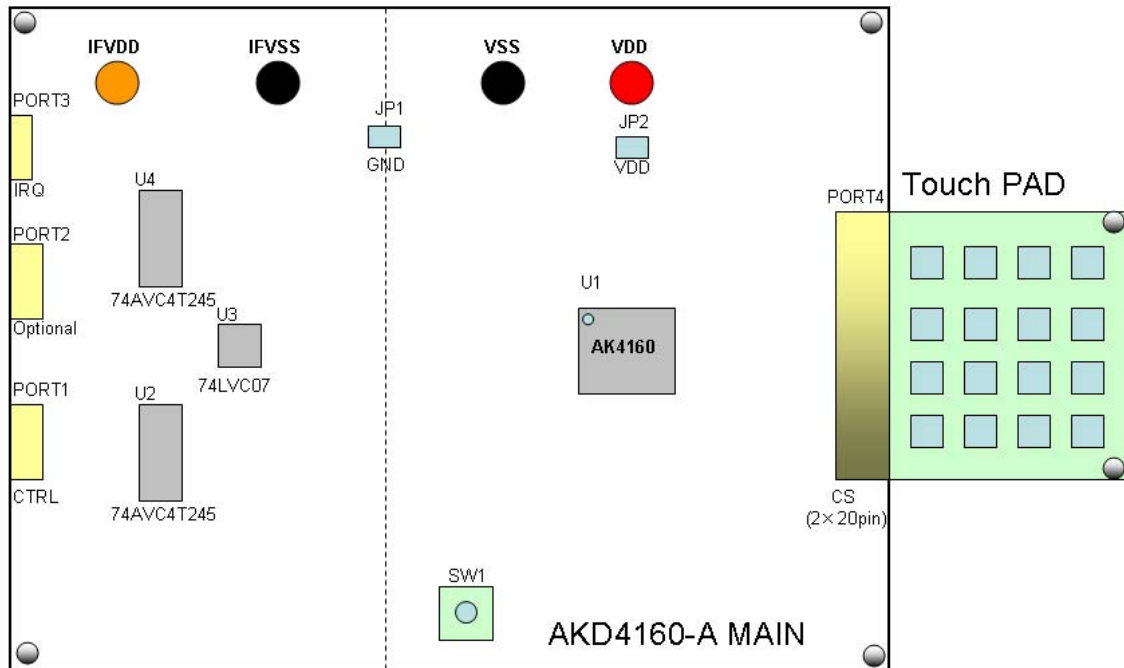 IFVDD
IFVSS
VSS
VDD
PORT3
IRQ
JP1
GND
JP2
VDD
U4
74AVC4T245
PORT2
Optional
U3
74LVC07
PORT1
CTRL
U2
74AVC4T245
U1
AK4160
PORT4
CS
(2×20pin)
Touch PAD
SW1
AKD4160-A MAIN